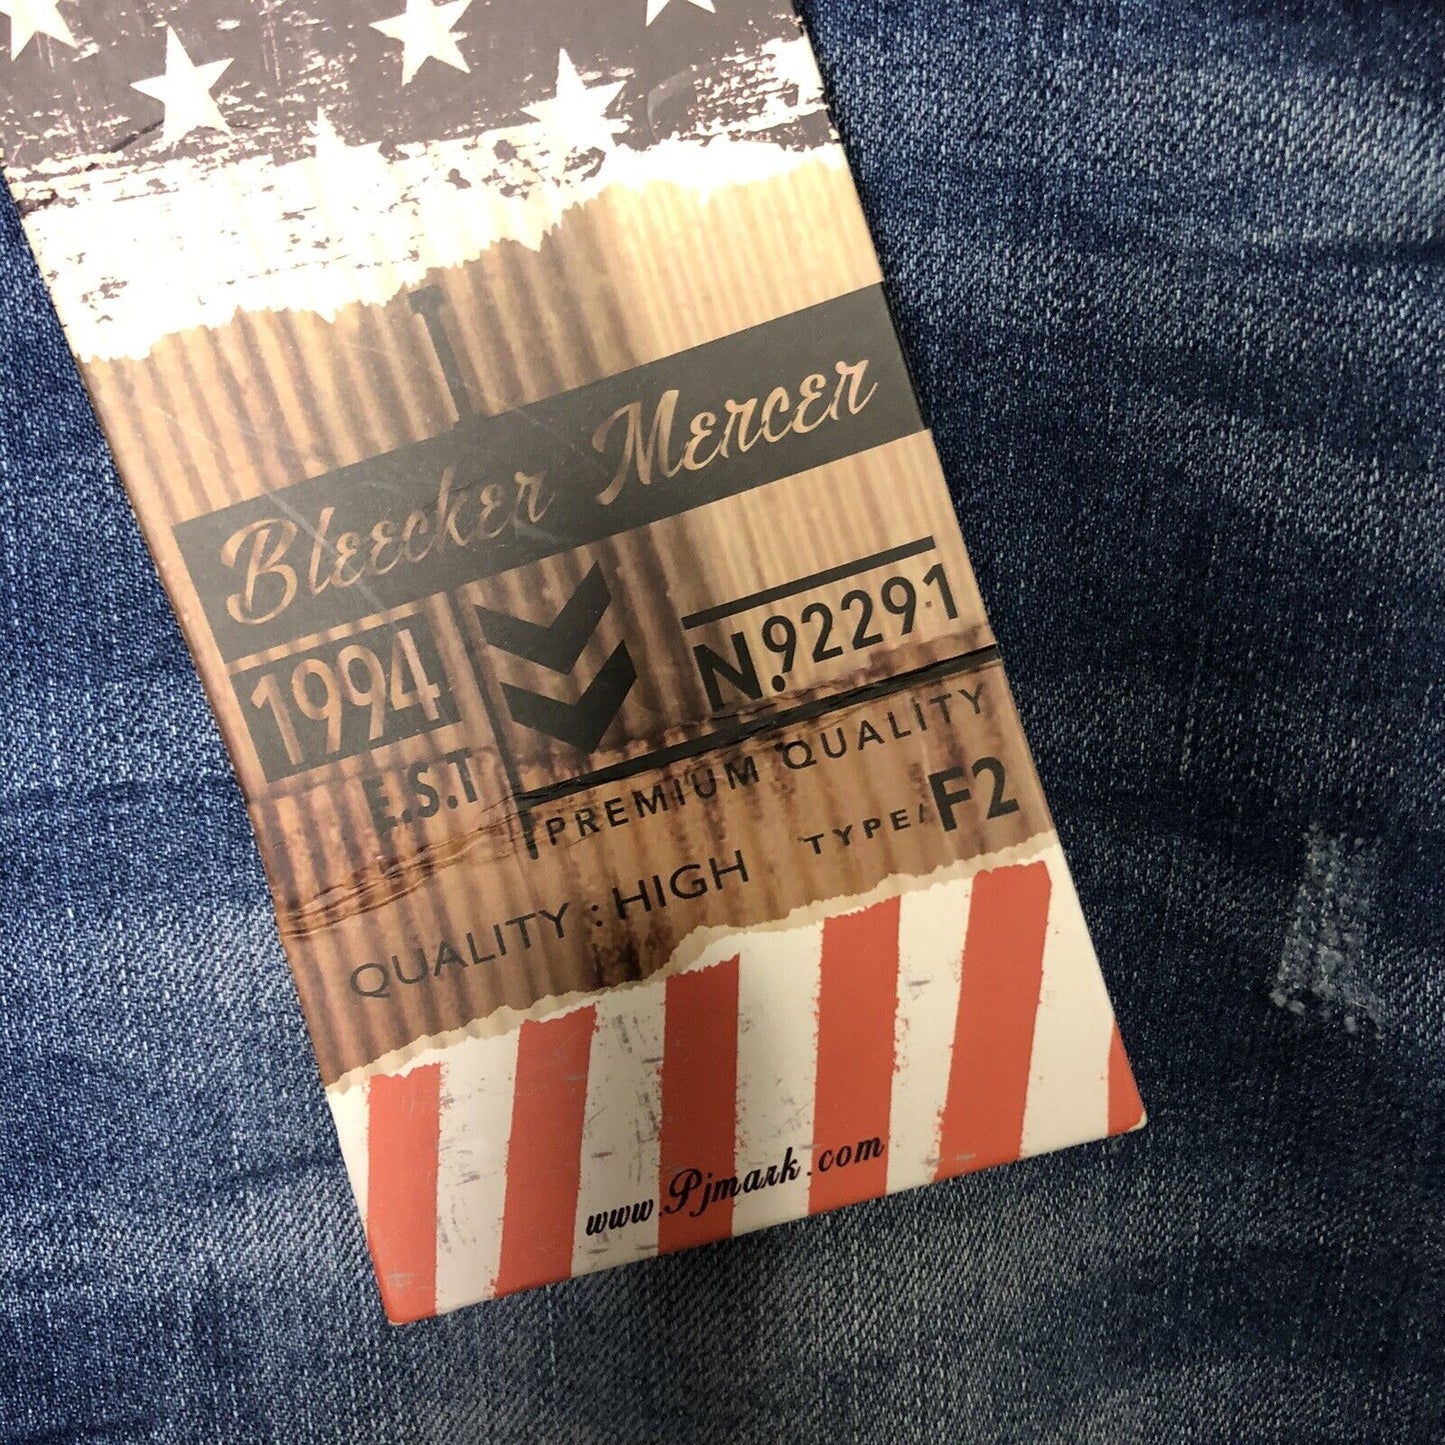 Bleecker Mercer
1994
E.S.T
N.92291
PREMIUM QUALITY
TYPE/F2
QUALITY : HIGH
www.Pjmark.com